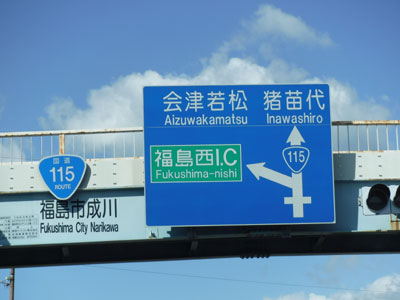 会津若松 猪苗代
Aizuwakamatsu Inawashiro
福島西I.C
Fukushima-nishi
115
国道
115
ROUTE
福島市成川
Fukushima City Narikawa